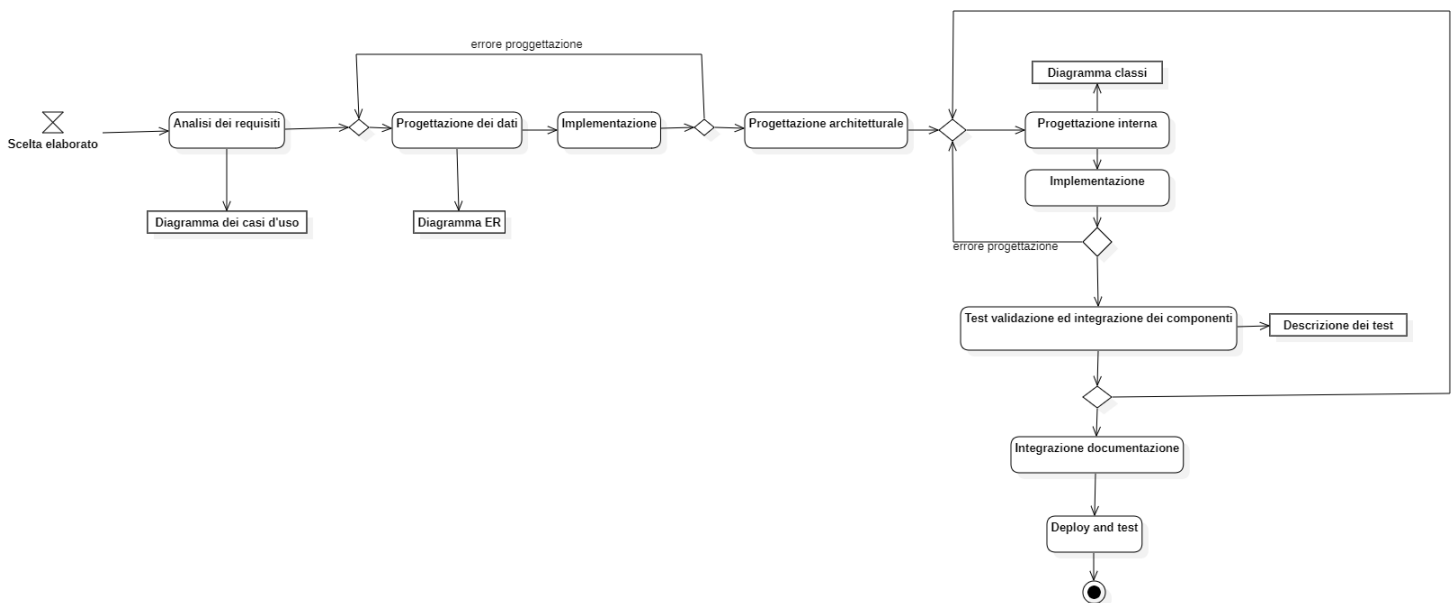 errore proggettazione
Diagramma classi
Scelta elaborato
Analisi dei requisiti
Progettazione dei dati
Implementazione
Progettazione architetturale
Progettazione interna
Implementazione
Diagramma dei casi d'uso
Diagramma ER
errore progettazione
Test validazione ed integrazione dei componenti
Descrizione dei test
Integrazione documentazione
Deploy and test